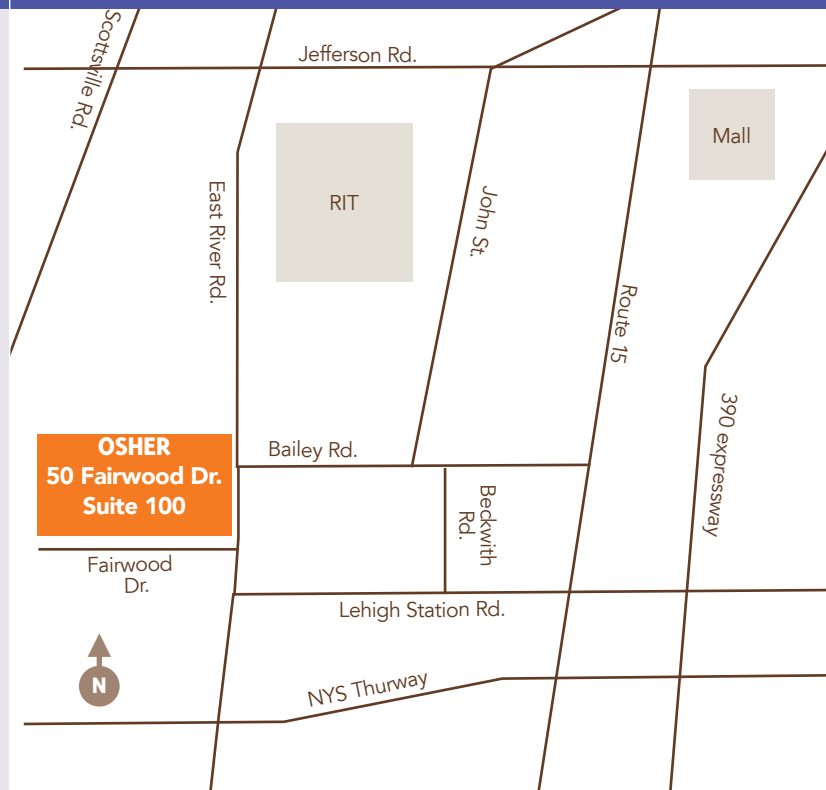 Scottsville Rd.
Jefferson Rd.
Mall
RIT
East River Rd.
John St.
Route 15
390 expressway
OSHER
50 Fairwood Dr.
Suite 100
Bailey Rd.
Beckwith
Rd.
Fairwood
Dr.
Lehigh Station Rd.
N
NYS Thurway